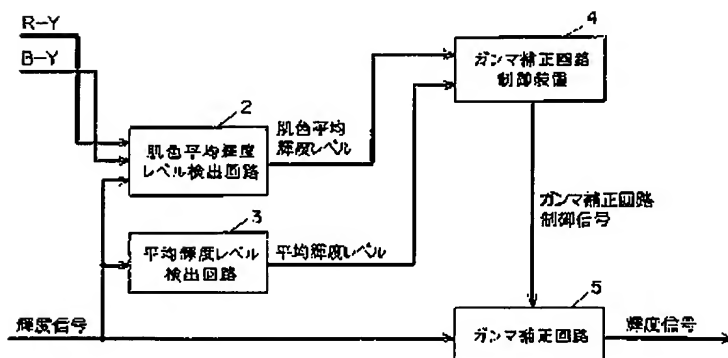 R-Y
B-Y
4
ガンマ補正回路
制御装置
2
肌色平均輝度
レベル検出回路
肌色平均
輝度レベル
3
平均輝度レベル
検出回路
平均輝度レベル
ガンマ補正回路
制御信号
輝度信号
5
ガンマ補正回路
輝度信号